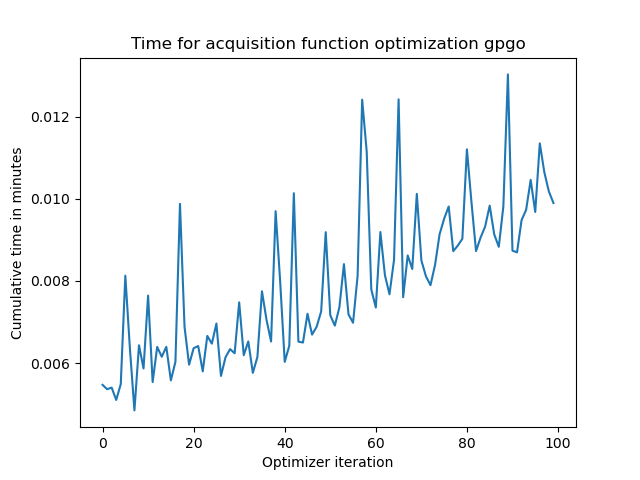 Time for acquisition function optimization gpgo
Cumulative time in minutes
0.012
0.010
0.008
0.006
0 20 40 60 80 100
Optimizer iteration